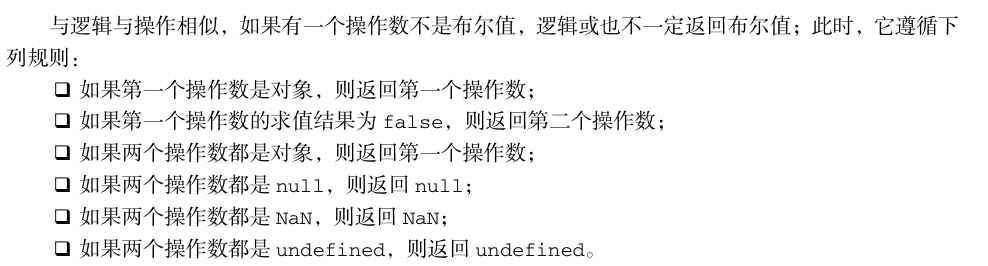 与逻辑与操作相似，如果有一个操作数不是布尔值，逻辑或也不一定返回布尔值；此时，它遵循下
列规则：
❑ 如果第一个操作数是对象，则返回第一个操作数；
❑ 如果第一个操作数的求值结果为 false，则返回第二个操作数；
❑ 如果两个操作数都是对象，则返回第一个操作数；
❑ 如果两个操作数都是 null，则返回 null；
❑ 如果两个操作数都是 NaN，则返回 NaN；
❑ 如果两个操作数都是 undefined，则返回 undefined。